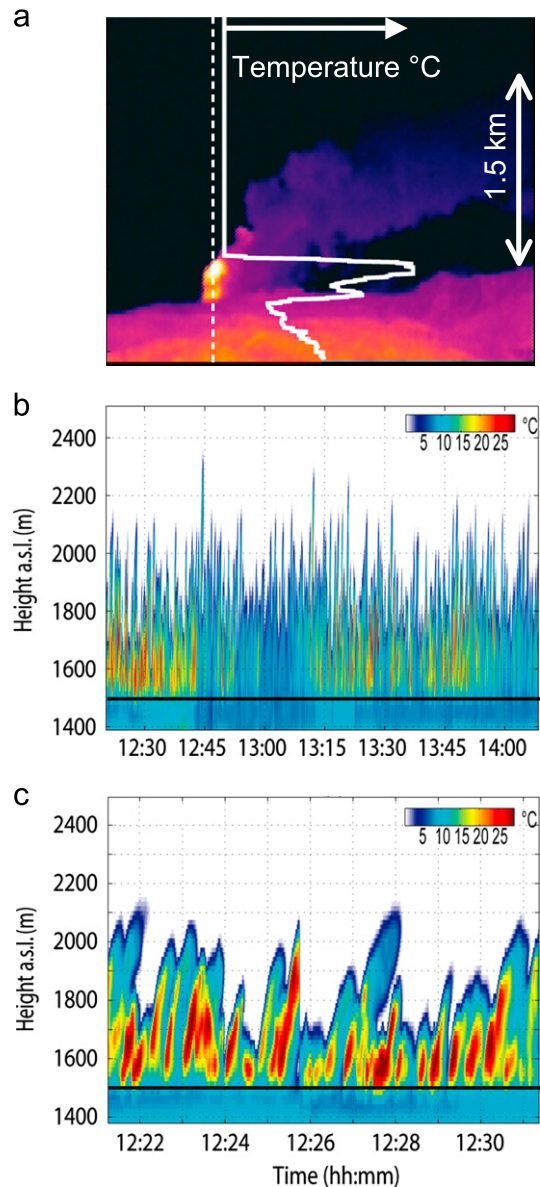 a
Temperature °C
1.5 km
b
°C
5 10 15 20 25
2400
2200
2000
1800
1600
1400
Height a.s.l. (m)
12:30 12:45 13:00 13:15 13:30 13:45 14:00
c
°C
5 10 15 20 25
2400
2200
2000
1800
1600
1400
Height a.s.l. (m)
12:22 12:24 12:26 12:28 12:30
Time (hh:mm)